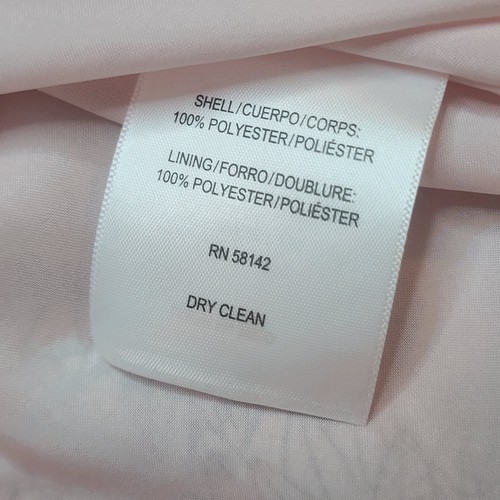 SHELL/CUERPO/CORPS:
100% POLYESTER/POLIÉSTER
LINING/FORRO/DOUBLURE:
100% POLYESTER/POLIÉSTER
RN 58142
DRY CLEAN